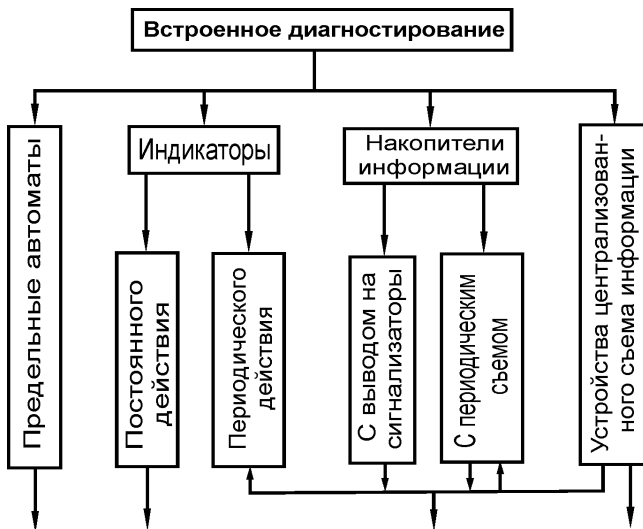 Встроенное диагностирование
Предельные автоматы
Индикаторы
Постоянного
действия
Периодического
действия
Накопители
информации
С выводом на
сигнализаторы
С периодическим
съемом
Устройства централизован-
ного съема информации